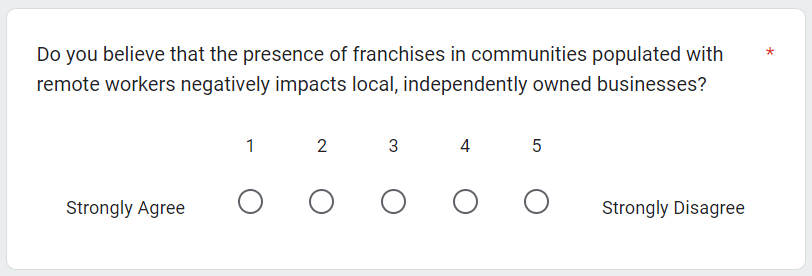 Do you believe that the presence of franchises in communities populated with *
remote workers negatively impacts local, independently owned businesses?
1 2 3 4 5
Strongly Agree Strongly Disagree